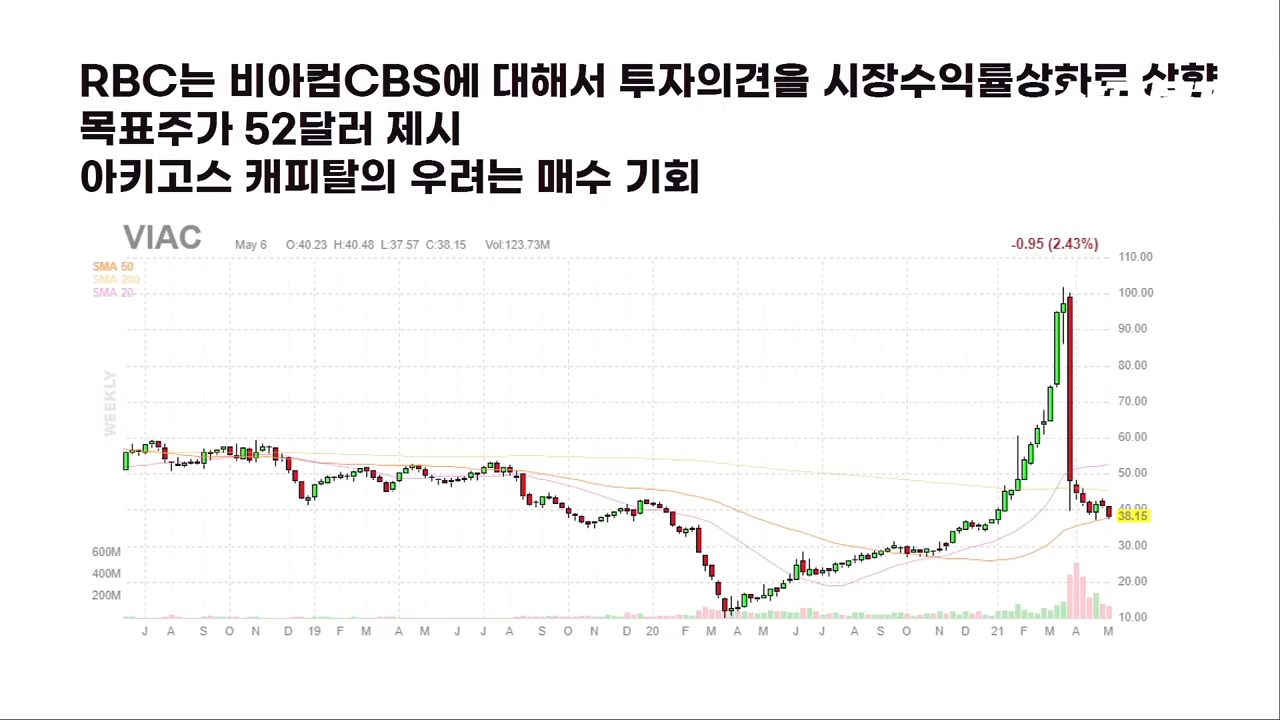 RBC는 비아컴CBS에 대해서 투자의견을 시장수익률상회로 상향
목표주가 52달러 제시
아키고스 캐피탈의 우려는 매수 기회
VIAC May 6 O:40.23 H:40.48 L:37.57 C:38.15 Vol:123.73M -0.95 (2.43%)
SMA 50
SMA 200
SMA 20
WEEKLY
110.00
100.00
90.00
80.00
70.00
60.00
50.00
40.00
38.15
30.00
20.00
10.00
600M
400M
200M
J A S O N D 19 F M A M J J A S O N D 20 F M A M J J A S O N D 21 F M A M